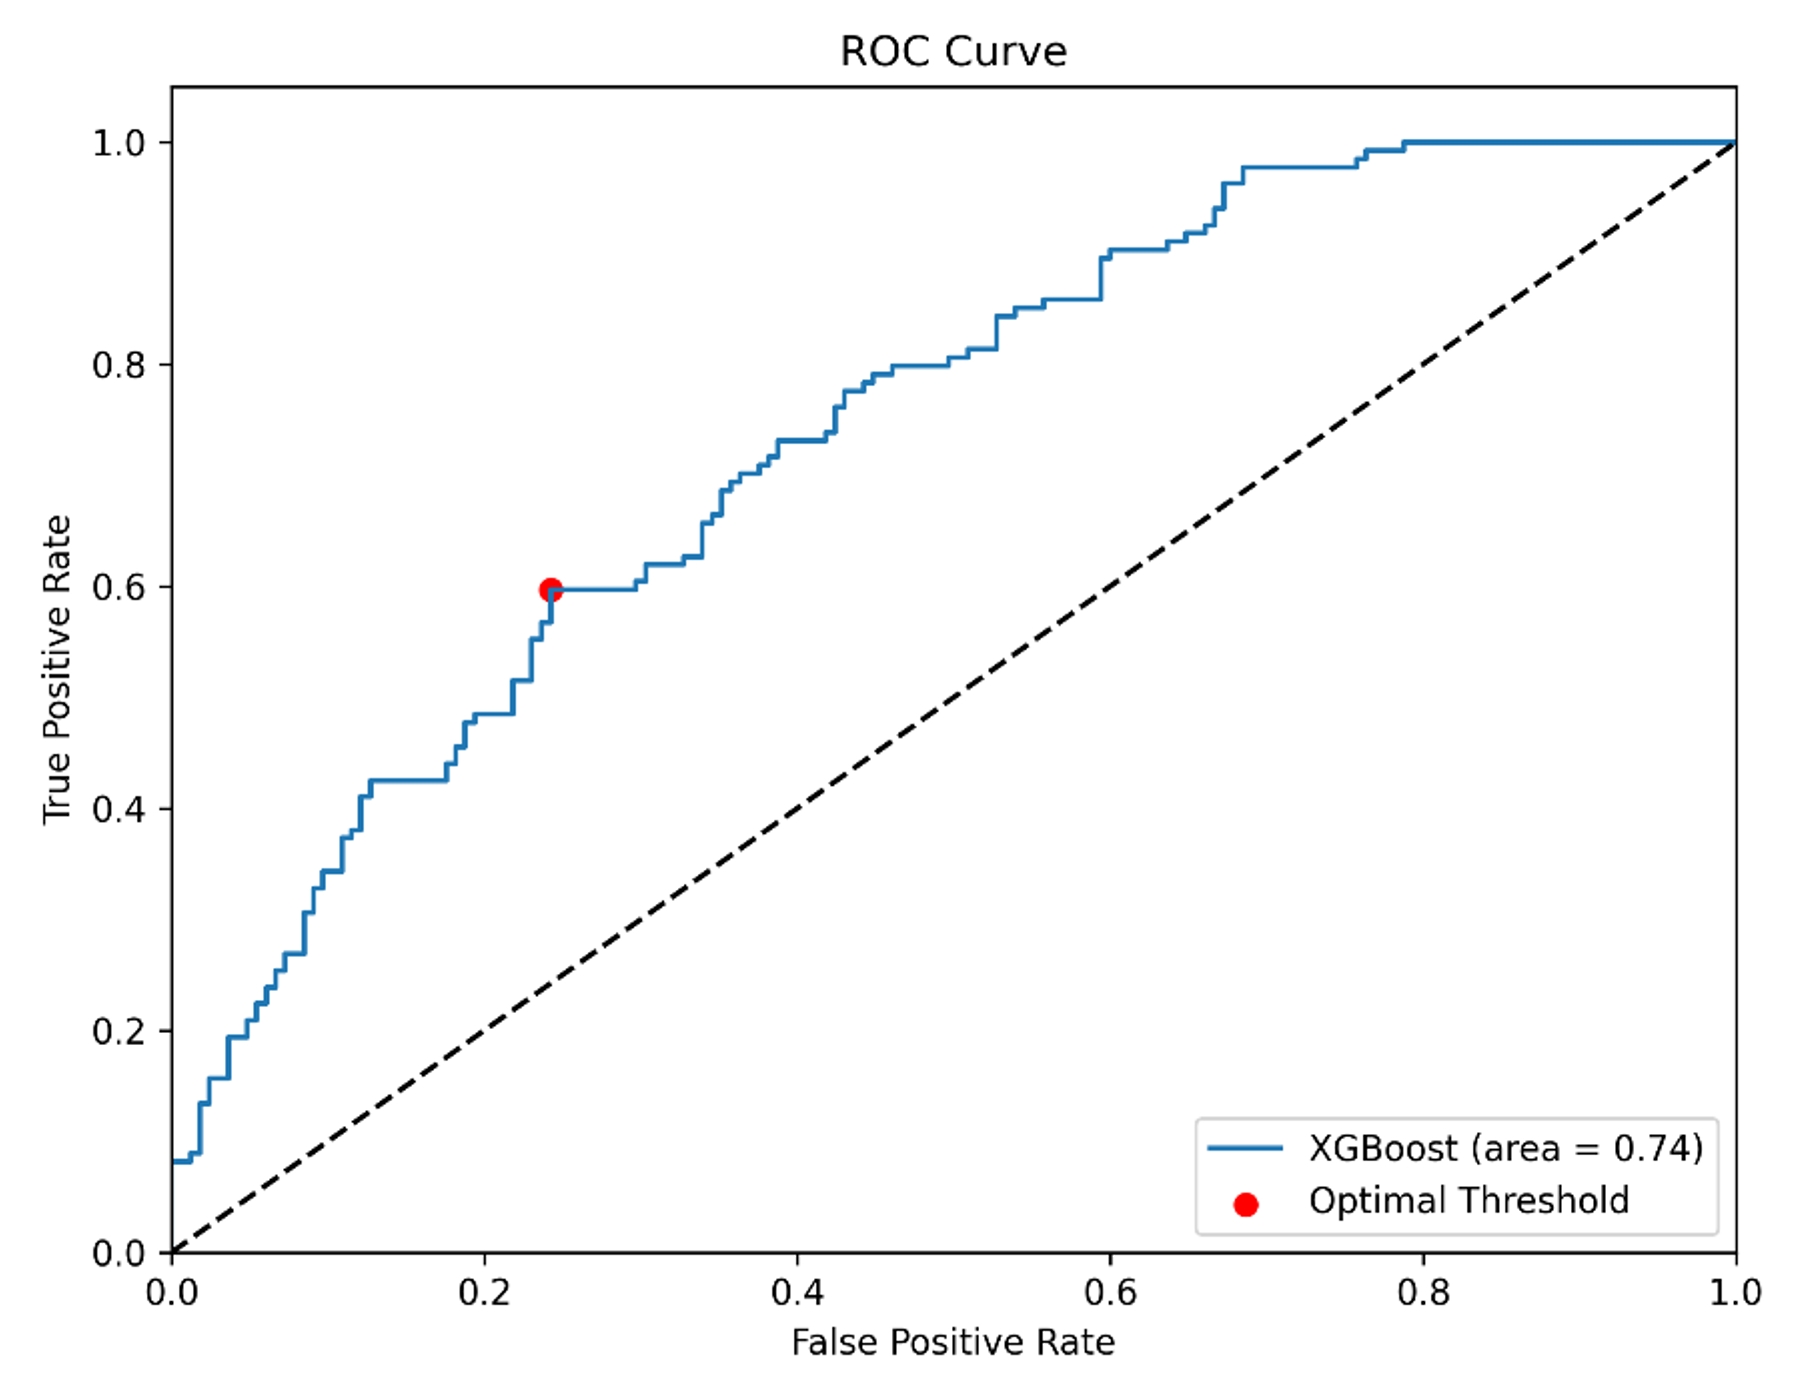 ROC Curve
1.0
0.8
0.6
0.4
0.2
0.0
True Positive Rate
0.0 0.2 0.4 0.6 0.8 1.0
False Positive Rate
XGBoost (area = 0.74)
Optimal Threshold